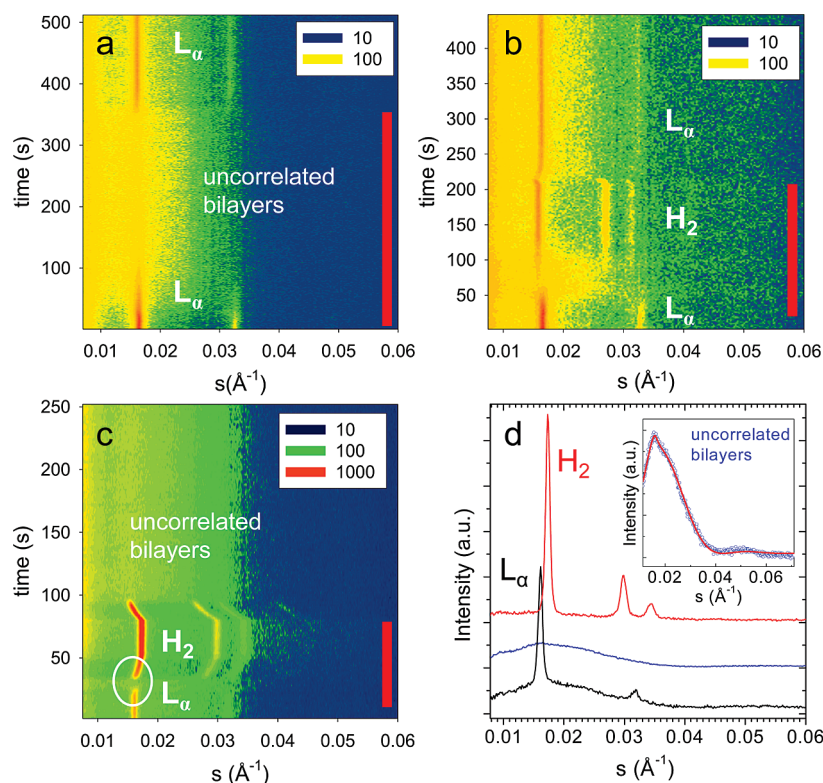 a
Lα
10
100
500
400
300
200
100
0
time (s)
uncorrelated
bilayers
Lα
0.01 0.02 0.03 0.04 0.05 0.06
s(Å-1)
b
10
100
400
350
300
250
200
150
100
50
time (s)
Lα
H2
Lα
0.01 0.02 0.03 0.04 0.05 0.06
s (Å-1)
c
10
100
1000
250
200
150
100
50
0
time (s)
uncorrelated
bilayers
H2
Lα
0.01 0.02 0.03 0.04 0.05 0.06
s (Å-1)
d
H2
Lα
Intensity (a.u.)
uncorrelated
bilayers
Intensity (a.u.)
0.02 0.04 0.06
s (Å-1)
0.01 0.02 0.03 0.04 0.05 0.06
s (Å-1)